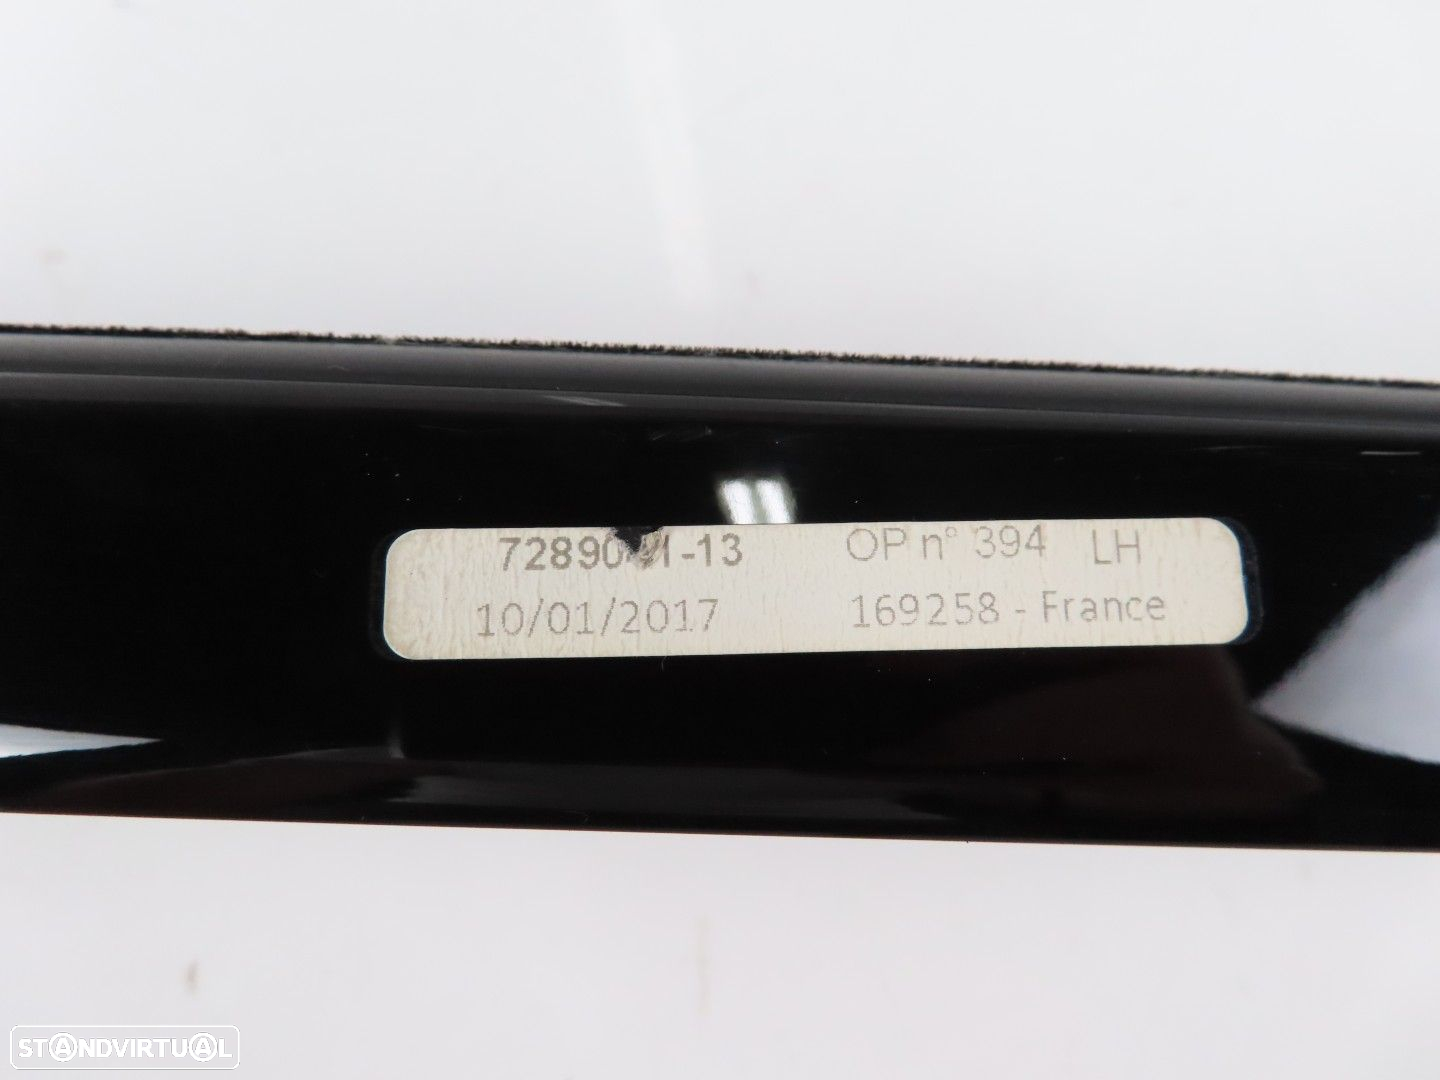 OP n° 394 LH
10/01/2017 169258 - France
STANDVIRTUAL